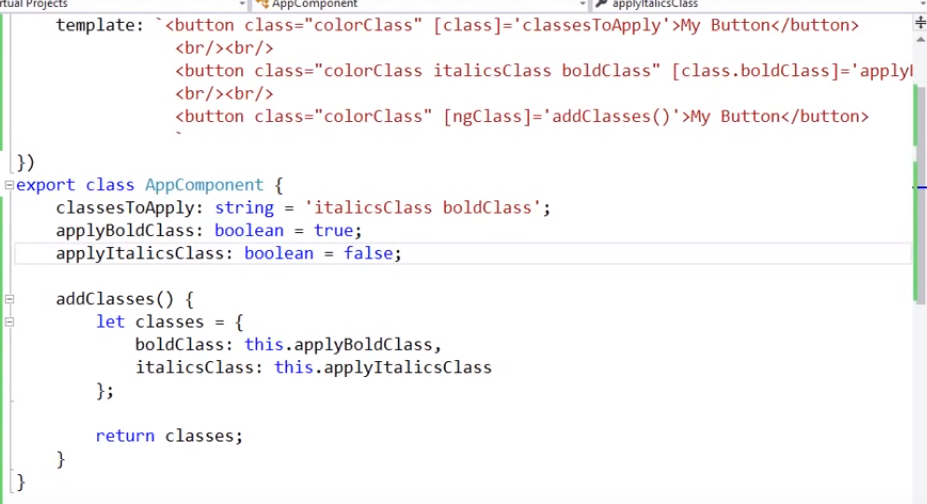 rtual Projects AppComponent applyItalicsClass
template: `<button class="colorClass" [class]='classesToApply'>My Button</button>
<br/><br/>
<button class="colorClass italicsClass boldClass" [class.boldClass]='apply
<br/><br/>
<button class="colorClass" [ngClass]='addClasses()'>My Button</button>
`
})
export class AppComponent {
classesToApply: string = 'italicsClass boldClass';
applyBoldClass: boolean = true;
applyItalicsClass: boolean = false;
addClasses() {
let classes = {
boldClass: this.applyBoldClass,
italicsClass: this.applyItalicsClass
};
return classes;
}
}